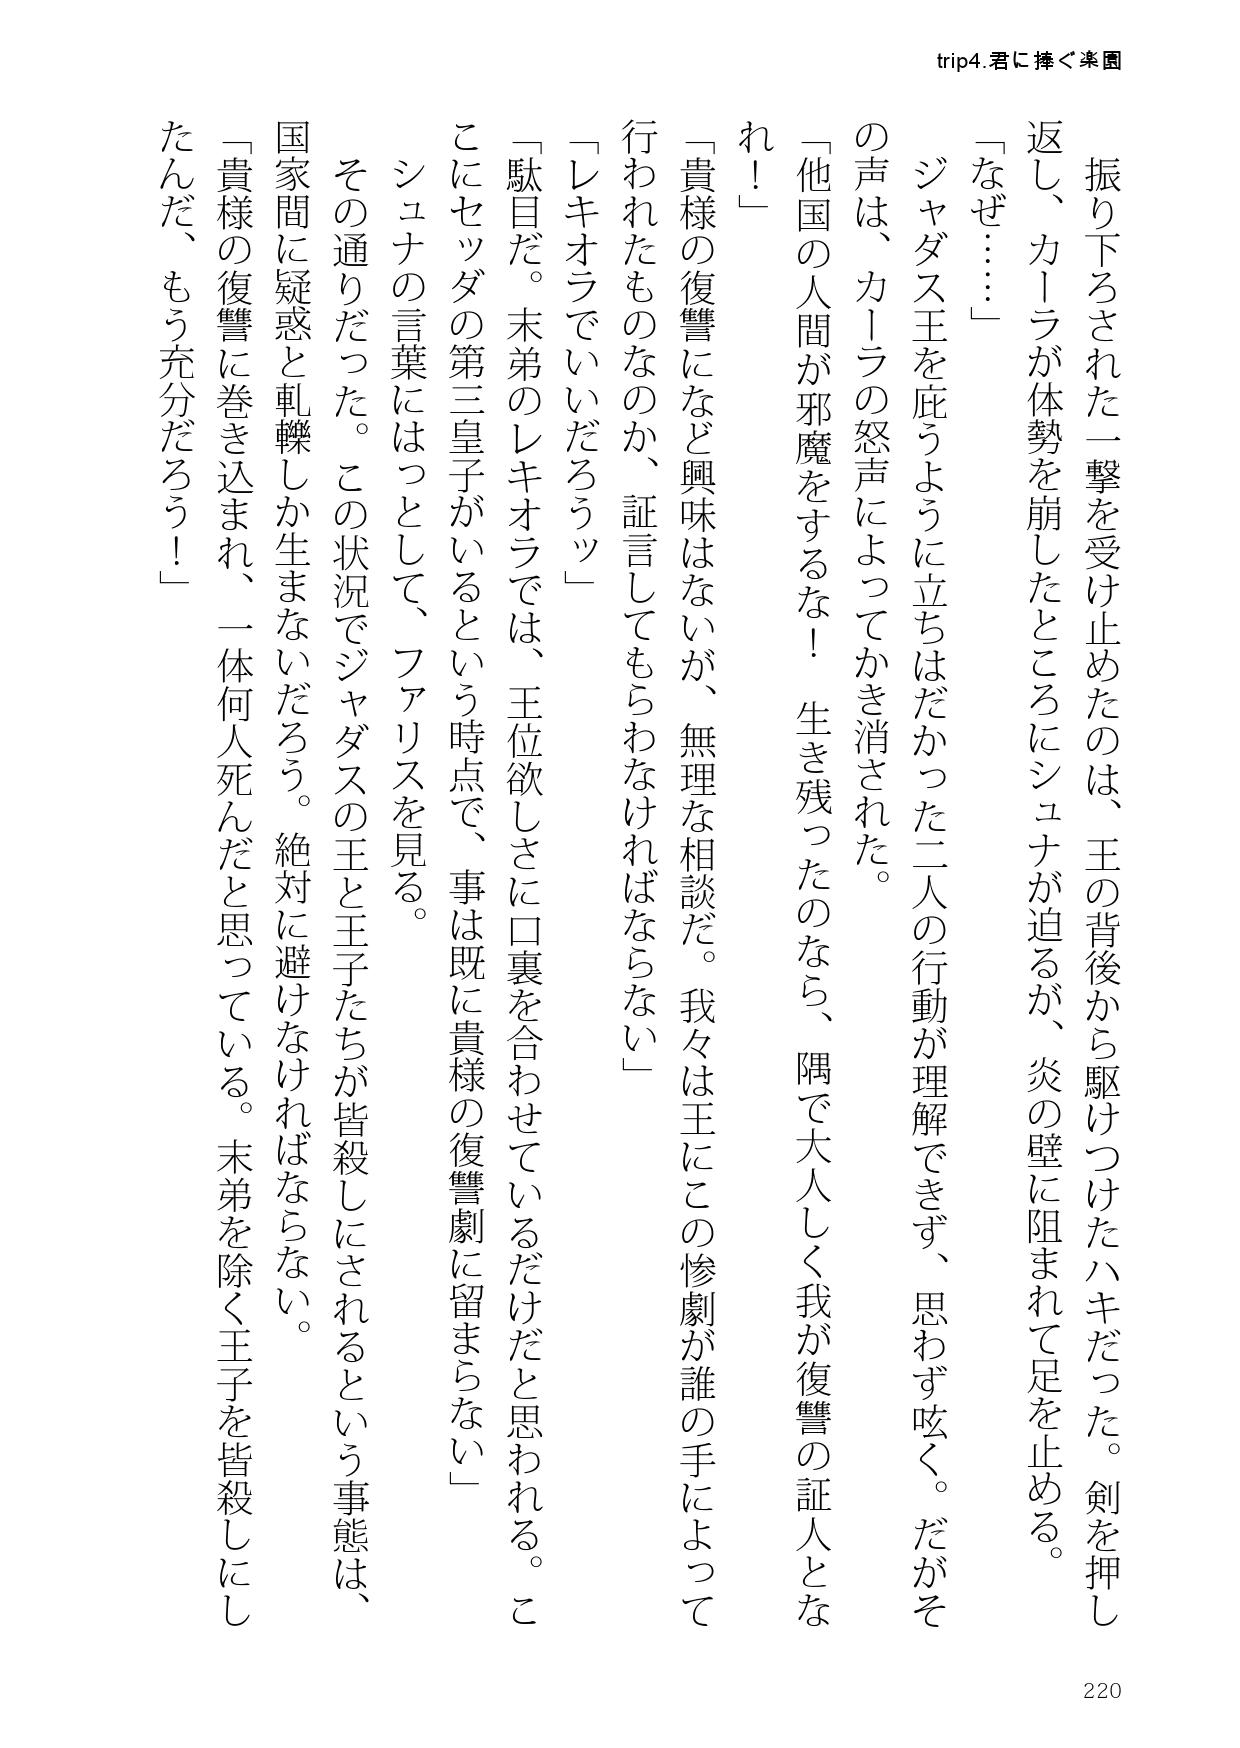 trip4.君に捧ぐ楽園
　振り下ろされた一撃を受け止めたのは、王の背後から駆けつけたハキだった。剣を押し
返し、カーラが体勢を崩したところにシュナが迫るが、炎の壁に阻まれて足を止める。
「なぜ……」
　ジャダス王を庇うように立ちはだかった二人の行動が理解できず、思わず呟く。だがそ
の声は、カーラの怒声によってかき消された。
「他国の人間が邪魔をするな！　生き残ったのなら、隅で大人しく我が復讐の証人とな
れ！」
「貴様の復讐になど興味はないが、無理な相談だ。我々は王にこの惨劇が誰の手によって
行われたものなのか、証言してもらわなければならない」
「レキオラでいいだろうッ」
「駄目だ。末弟のレキオラでは、王位欲しさに口裏を合わせているだけだと思われる。こ
こにセッダの第三皇子がいるという時点で、事は既に貴様の復讐劇に留まらない」
　シュナの言葉にはっとして、ファリスを見る。
　その通りだった。この状況でジャダスの王と王子たちが皆殺しにされるという事態は、
国家間に疑惑と軋轢しか生まないだろう。絶対に避けなければならない。
「貴様の復讐に巻き込まれ、一体何人死んだと思っている。末弟を除く王子を皆殺しにし
たんだ、もう充分だろう！」
220